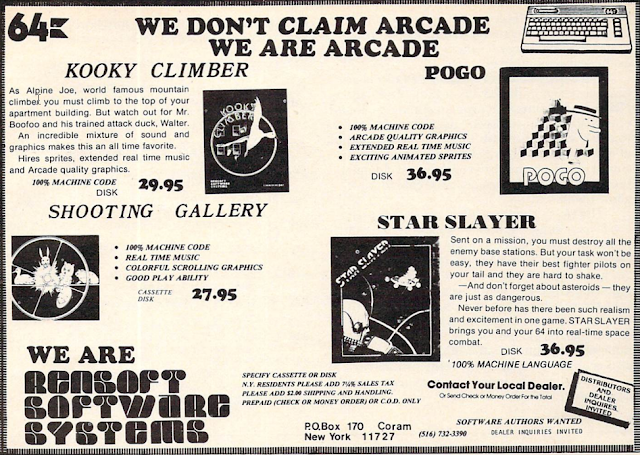 64K
WE DON'T CLAIM ARCADE
WE ARE ARCADE
KOOKY CLIMBER
As Alpine Joe, world famous mountain
climber, you must climb to the top of your
apartment building. But watch out for Mr.
Boofoo and his trained attack duck, Walter.
An incredible mixture of sound and
graphics makes this an all time favorite.
Hires sprites, extended real time music
and Arcade quality graphics.
100% MACHINE CODE
DISK 29.95
KOOKY
CLIMBER
POGO
• 100% MACHINE CODE
• ARCADE QUALITY GRAPHICS
• EXTENDED REAL TIME MUSIC
• EXCITING ANIMATED SPRITES
DISK 36.95
POGO
SHOOTING GALLERY
• 100% MACHINE CODE
• REAL TIME MUSIC
• COLORFUL SCROLLING GRAPHICS
• GOOD PLAY ABILITY
CASSETTE
DISK 27.95
STAR SLAYER
STAR SLAYER
Sent on a mission, you must destroy all the
enemy base stations. But your task won't be
easy, they have their best fighter pilots on
your tail and they are hard to shake.
—And don't forget about asteroids — they
are just as dangerous.
Never before has there been such realism
and excitement in one game. STAR SLAYER
brings you and your 64 into real-time space
combat.
DISK 36.95
100% MACHINE LANGUAGE
WE ARE
RENSOFT
SOFTWARE
SYSTEMS
SPECIFY CASSETTE OR DISK
N.Y. RESIDENTS PLEASE ADD 7¼% SALES TAX
PLEASE ADD $2.00 SHIPPING AND HANDLING.
PREPAID (CHECK OR MONEY ORDER) OR C.O.D. ONLY
P.O.Box 170 Coram
New York 11727
(516) 732-3990
Contact Your Local Dealer.
Or Send Check or Money Order For the Total
SOFTWARE AUTHORS WANTED
DEALER INQUIRIES INVITED
DISTRIBUTORS
AND
DEALER
INQUIRES
INVITED